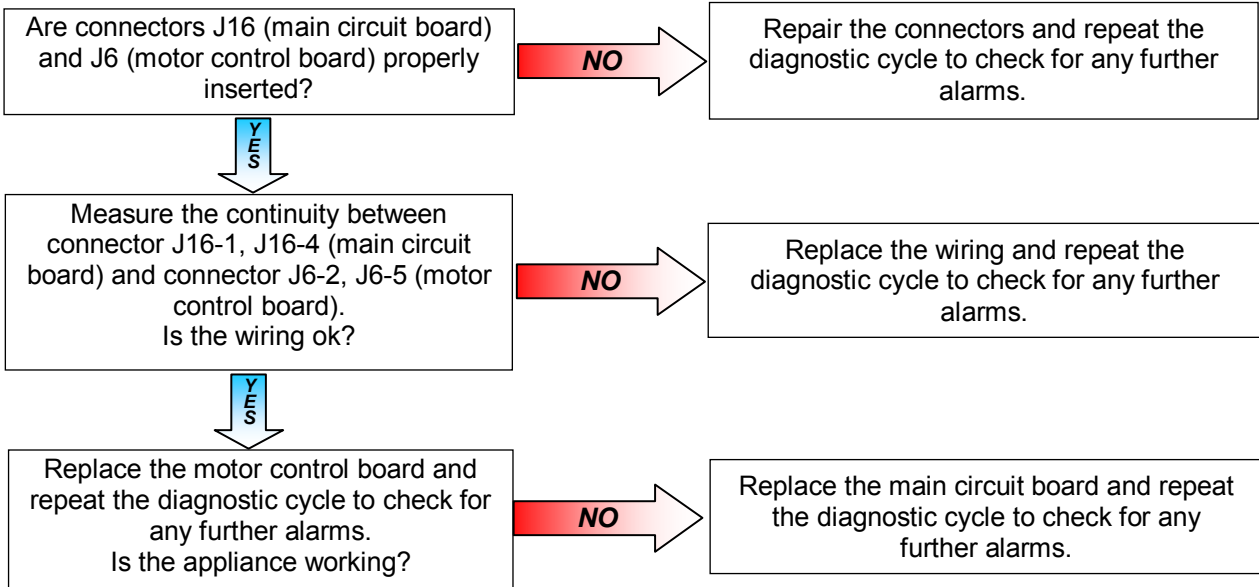 Are connectors J16 (main circuit board)
and J6 (motor control board) properly
inserted?
NO
Repair the connectors and repeat the
diagnostic cycle to check for any further
alarms.
YES
Measure the continuity between
connector J16-1, J16-4 (main circuit
board) and connector J6-2, J6-5 (motor
control board).
Is the wiring ok?
NO
Replace the wiring and repeat the
diagnostic cycle to check for any further
alarms.
YES
Replace the motor control board and
repeat the diagnostic cycle to check for
any further alarms.
Is the appliance working?
NO
Replace the main circuit board and repeat
the diagnostic cycle to check for any
further alarms.